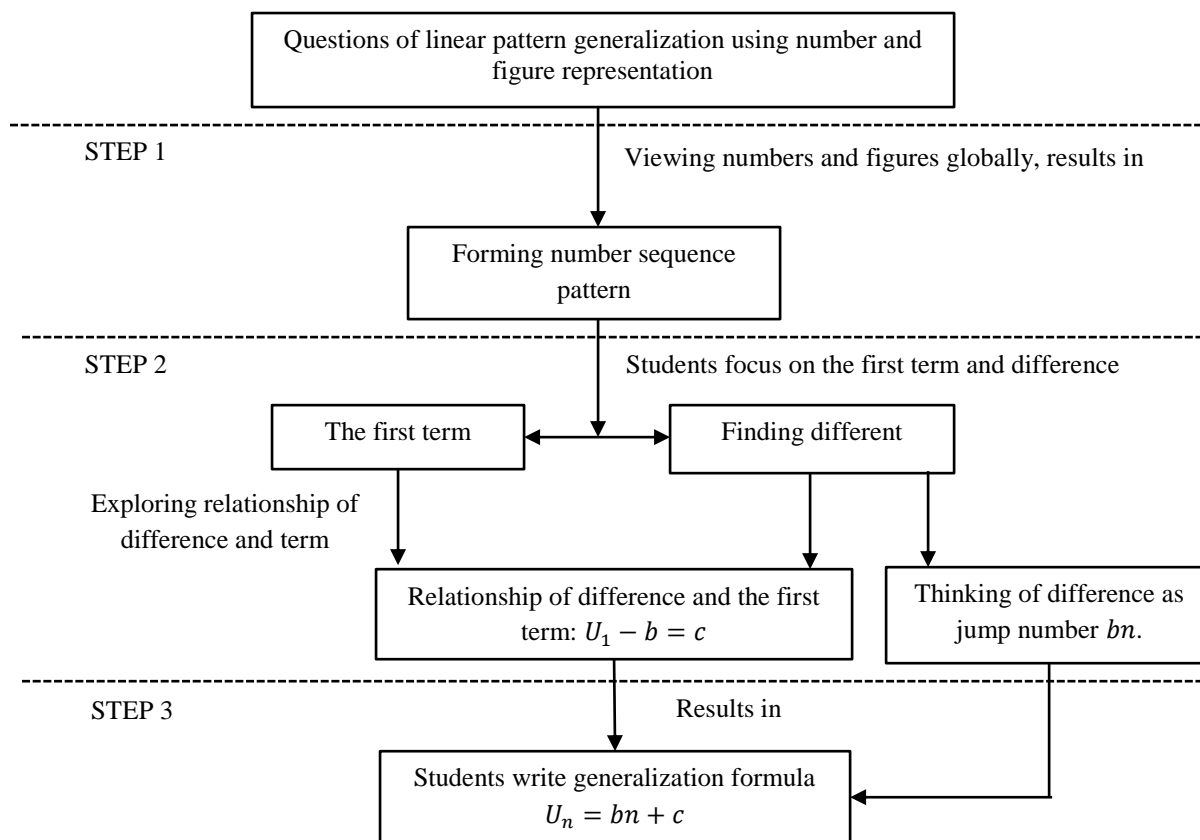 Questions of linear pattern generalization using number and
figure representation
STEP 1
Viewing numbers and figures globally, results in
Forming number sequence
pattern
STEP 2
Students focus on the first term and difference
The first term
Finding different
Exploring relationship of
difference and term
Relationship of difference and the first
term: U₁ − b = c
Thinking of difference as
jump number bn.
STEP 3
Results in
Students write generalization formula
Uₙ = bn + c